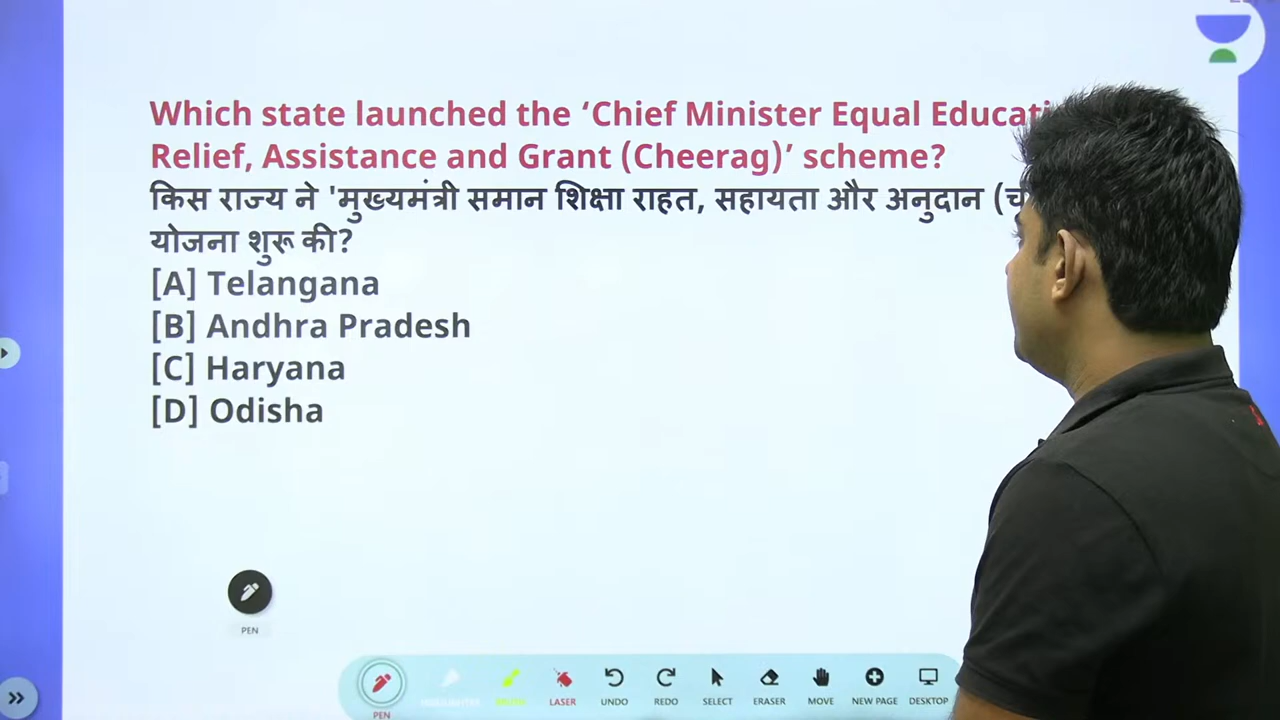 Which state launched the ‘Chief Minister Equal
Relief, Assistance and Grant (Cheerag)’ scheme?
किस राज्य ने 'मुख्यमंत्री समान शिक्षा राहत, सहायता और अनुदान
योजना शुरू की?
[A] Telangana
[B] Andhra Pradesh
[C] Haryana
[D] Odisha
PEN
PEN
LASER
UNDO
REDO
SELECT
ERASER
MOVE
NEW PAGE
DESKTOP